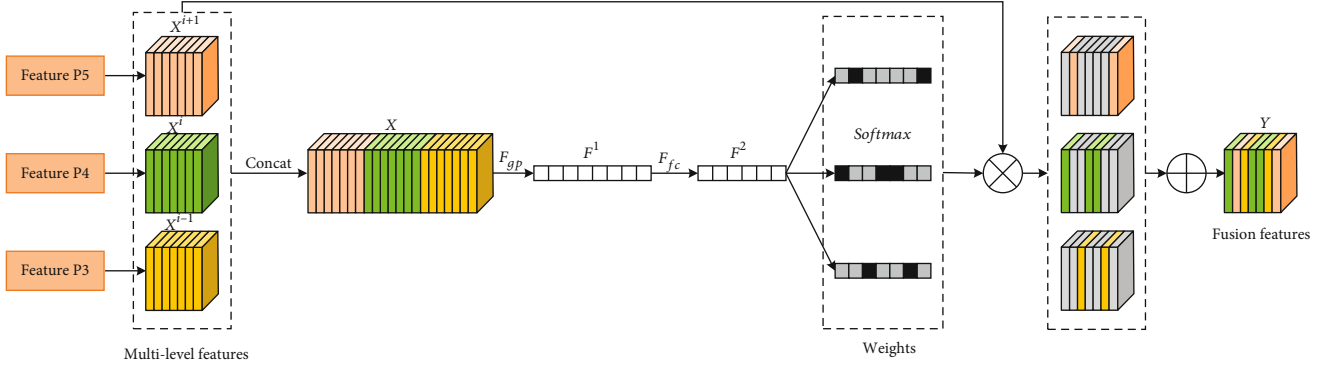 Feature P5
Feature P4
Feature P3
X^{i+1}
X^{i}
X^{i-1}
Multi-level features
Concat
X
F_{gp}
F^{1}
F_{fc}
F^{2}
Softmax
Weights
Y
Fusion features